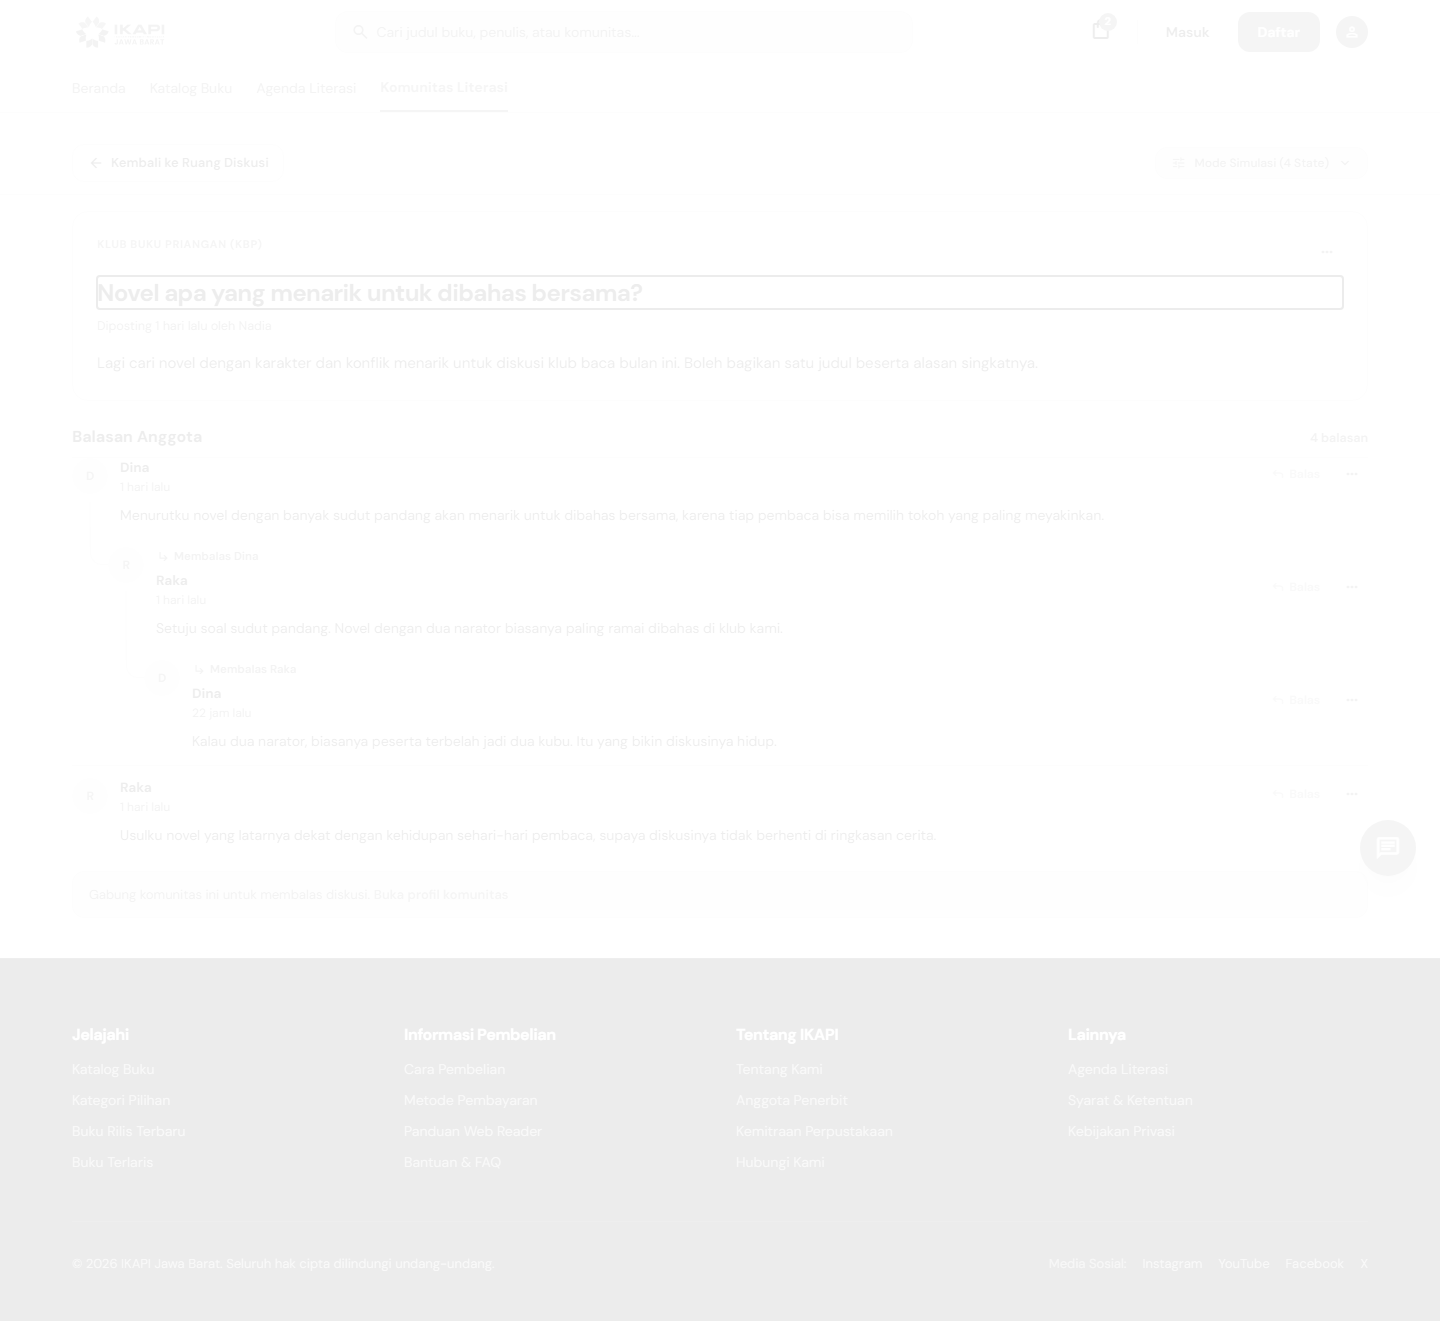 IKAPI
JAWA BARAT
Cari judul buku, penulis, atau komunitas...
2
Masuk
Daftar
Beranda
Katalog Buku
Agenda Literasi
Komunitas Literasi
Kembali ke Ruang Diskusi
Mode Simulasi (4 State)
KLUB BUKU PRIANGAN (KBP)
Novel apa yang menarik untuk dibahas bersama?
Diposting 1 hari lalu oleh Nadia
Lagi cari novel dengan karakter dan konflik menarik untuk diskusi klub baca bulan ini. Boleh bagikan satu judul beserta alasan singkatnya.
Balasan Anggota
4 balasan
D
Dina
1 hari lalu
Balas
Menurutku novel dengan banyak sudut pandang akan menarik untuk dibahas bersama, karena tiap pembaca bisa memilih tokoh yang paling meyakinkan.
R
Membalas Dina
Raka
1 hari lalu
Balas
Setuju soal sudut pandang. Novel dengan dua narator biasanya paling ramai dibahas di klub kami.
D
Membalas Raka
Dina
22 jam lalu
Balas
Kalau dua narator, biasanya peserta terbelah jadi dua kubu. Itu yang bikin diskusinya hidup.
R
Raka
1 hari lalu
Balas
Usulku novel yang latarnya dekat dengan kehidupan sehari-hari pembaca, supaya diskusinya tidak berhenti di ringkasan cerita.
Gabung komunitas ini untuk membalas diskusi. Buka profil komunitas
Jelajahi
Katalog Buku
Kategori Pilihan
Buku Rilis Terbaru
Buku Terlaris
Informasi Pembelian
Cara Pembelian
Metode Pembayaran
Panduan Web Reader
Bantuan & FAQ
Tentang IKAPI
Tentang Kami
Anggota Penerbit
Kemitraan Perpustakaan
Hubungi Kami
Lainnya
Agenda Literasi
Syarat & Ketentuan
Kebijakan Privasi
© 2026 IKAPI Jawa Barat. Seluruh hak cipta dilindungi undang-undang.
Media Sosial:
Instagram
YouTube
Facebook
X